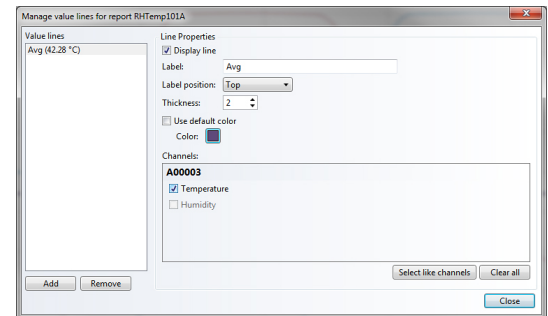 Manage value lines for report RHTemp101A
Value lines
Avg (42.28 °C)
Add
Remove
Line Properties
Display line
Label: Avg
Label position: Top
Thickness: 2
Use default color
Color:
Channels:
A00003
Temperature
Humidity
Select like channels
Clear all
Close